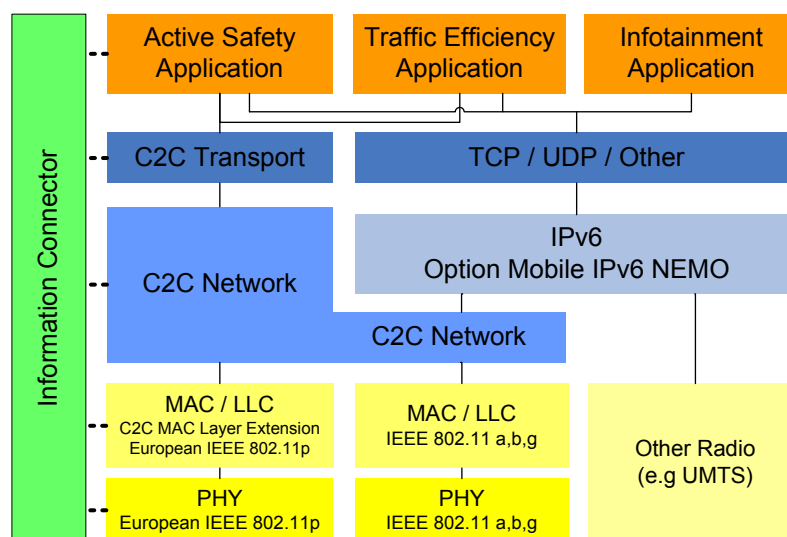 Information Connector
Active Safety
Application
Traffic Efficiency
Application
Infotainment
Application
C2C Transport
TCP / UDP / Other
C2C Network
IPv6
Option Mobile IPv6 NEMO
C2C Network
MAC / LLC
C2C MAC Layer Extension
European IEEE 802.11p
MAC / LLC
IEEE 802.11 a,b,g
Other Radio
(e.g UMTS)
PHY
European IEEE 802.11p
PHY
IEEE 802.11 a,b,g